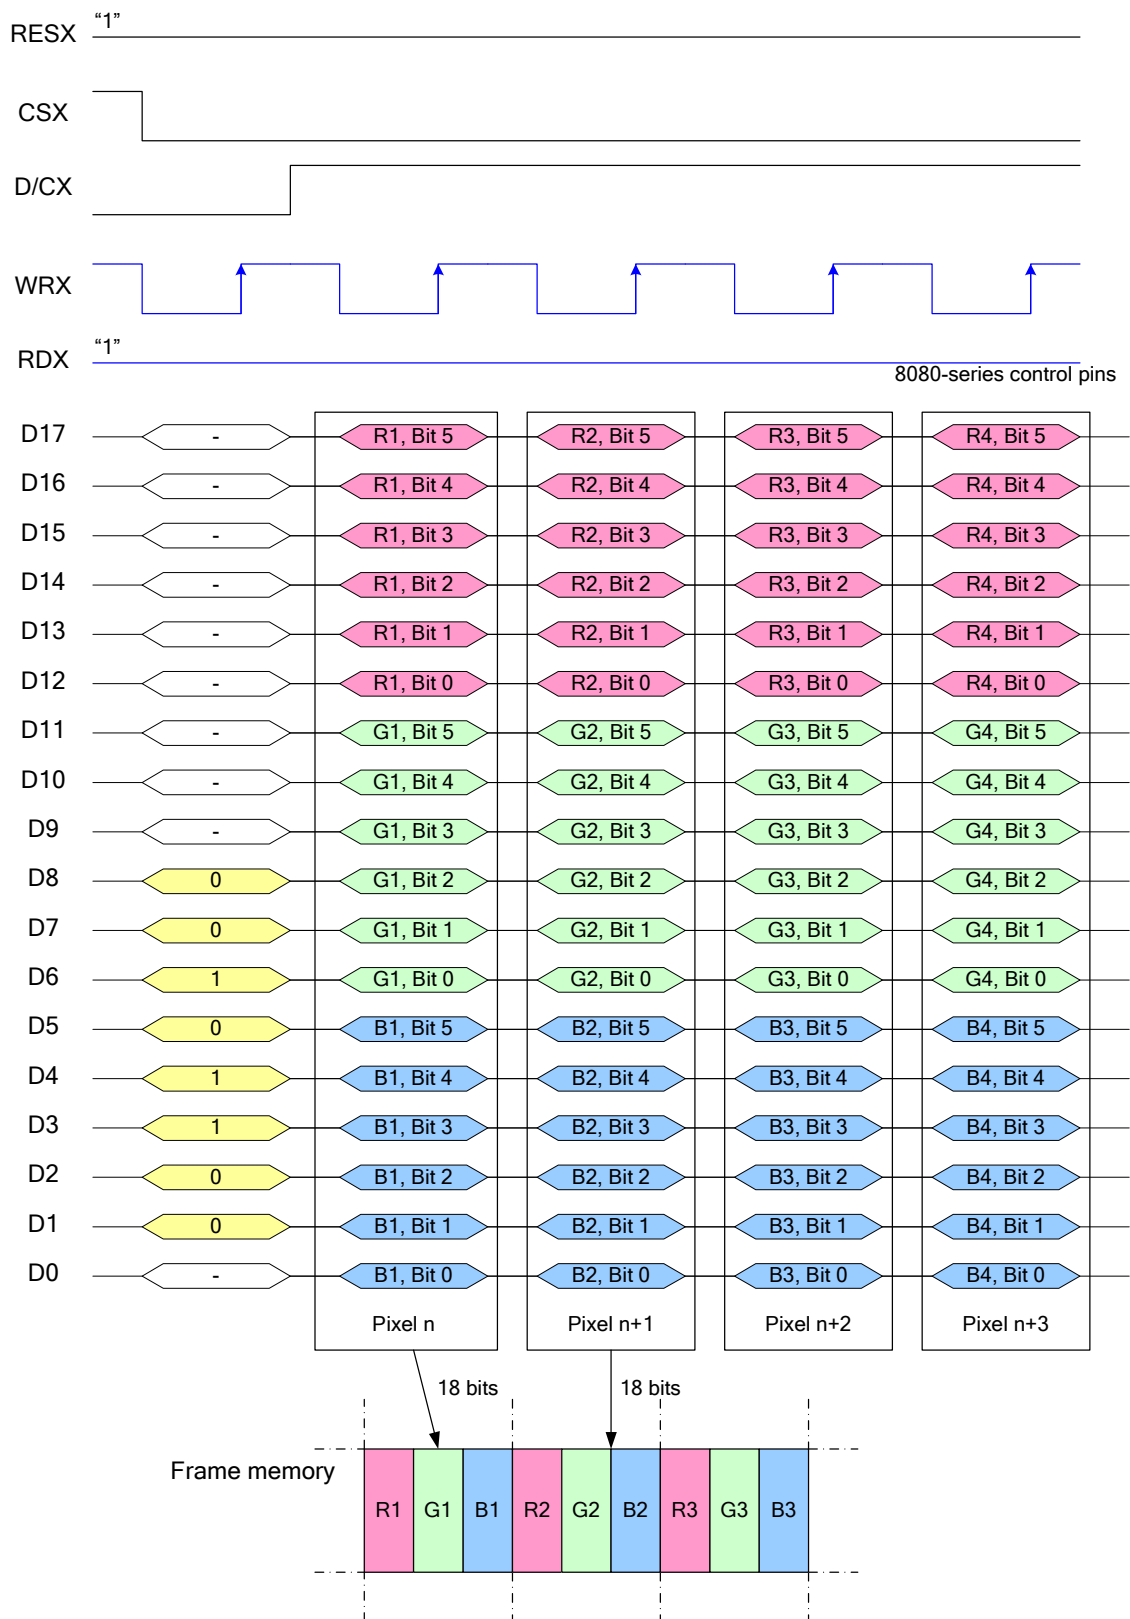 RESX “1”
CSX
D/CX
WRX
RDX “1”
8080-series control pins
D17 - R1, Bit 5 R2, Bit 5 R3, Bit 5 R4, Bit 5
D16 - R1, Bit 4 R2, Bit 4 R3, Bit 4 R4, Bit 4
D15 - R1, Bit 3 R2, Bit 3 R3, Bit 3 R4, Bit 3
D14 - R1, Bit 2 R2, Bit 2 R3, Bit 2 R4, Bit 2
D13 - R1, Bit 1 R2, Bit 1 R3, Bit 1 R4, Bit 1
D12 - R1, Bit 0 R2, Bit 0 R3, Bit 0 R4, Bit 0
D11 - G1, Bit 5 G2, Bit 5 G3, Bit 5 G4, Bit 5
D10 - G1, Bit 4 G2, Bit 4 G3, Bit 4 G4, Bit 4
D9 - G1, Bit 3 G2, Bit 3 G3, Bit 3 G4, Bit 3
D8 0 G1, Bit 2 G2, Bit 2 G3, Bit 2 G4, Bit 2
D7 0 G1, Bit 1 G2, Bit 1 G3, Bit 1 G4, Bit 1
D6 1 G1, Bit 0 G2, Bit 0 G3, Bit 0 G4, Bit 0
D5 0 B1, Bit 5 B2, Bit 5 B3, Bit 5 B4, Bit 5
D4 1 B1, Bit 4 B2, Bit 4 B3, Bit 4 B4, Bit 4
D3 1 B1, Bit 3 B2, Bit 3 B3, Bit 3 B4, Bit 3
D2 0 B1, Bit 2 B2, Bit 2 B3, Bit 2 B4, Bit 2
D1 0 B1, Bit 1 B2, Bit 1 B3, Bit 1 B4, Bit 1
D0 - B1, Bit 0 B2, Bit 0 B3, Bit 0 B4, Bit 0
Pixel n Pixel n+1 Pixel n+2 Pixel n+3
18 bits 18 bits
Frame memory
R1 G1 B1 R2 G2 B2 R3 G3 B3